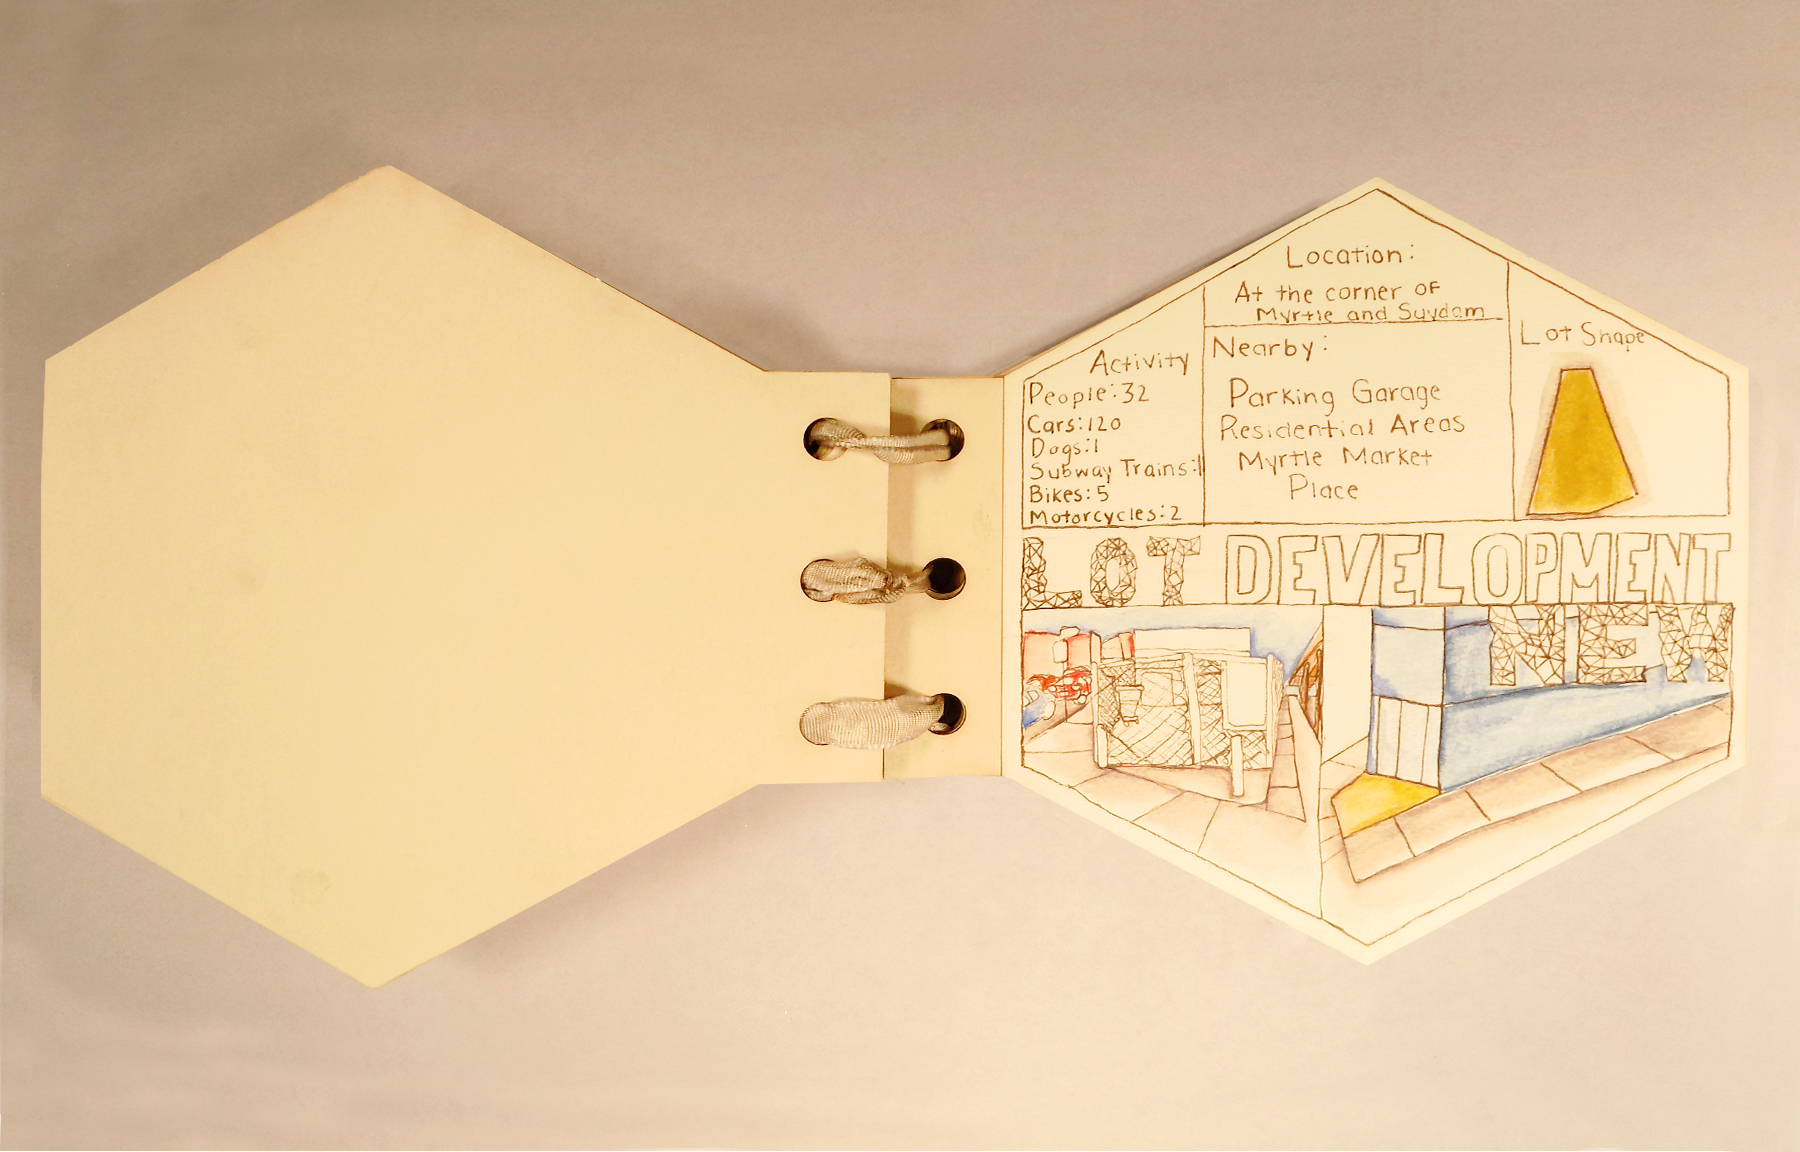 Location:
At the corner of
Myrtle and Suydam
Activity
People:32
Cars:120
Dogs:1
Subway Trains:1
Bikes: 5
Motorcycles:2
Nearby:
Parking Garage
Residential Areas
Myrtle Market
Place
Lot Shape
LOT DEVELOPMENT
NEW